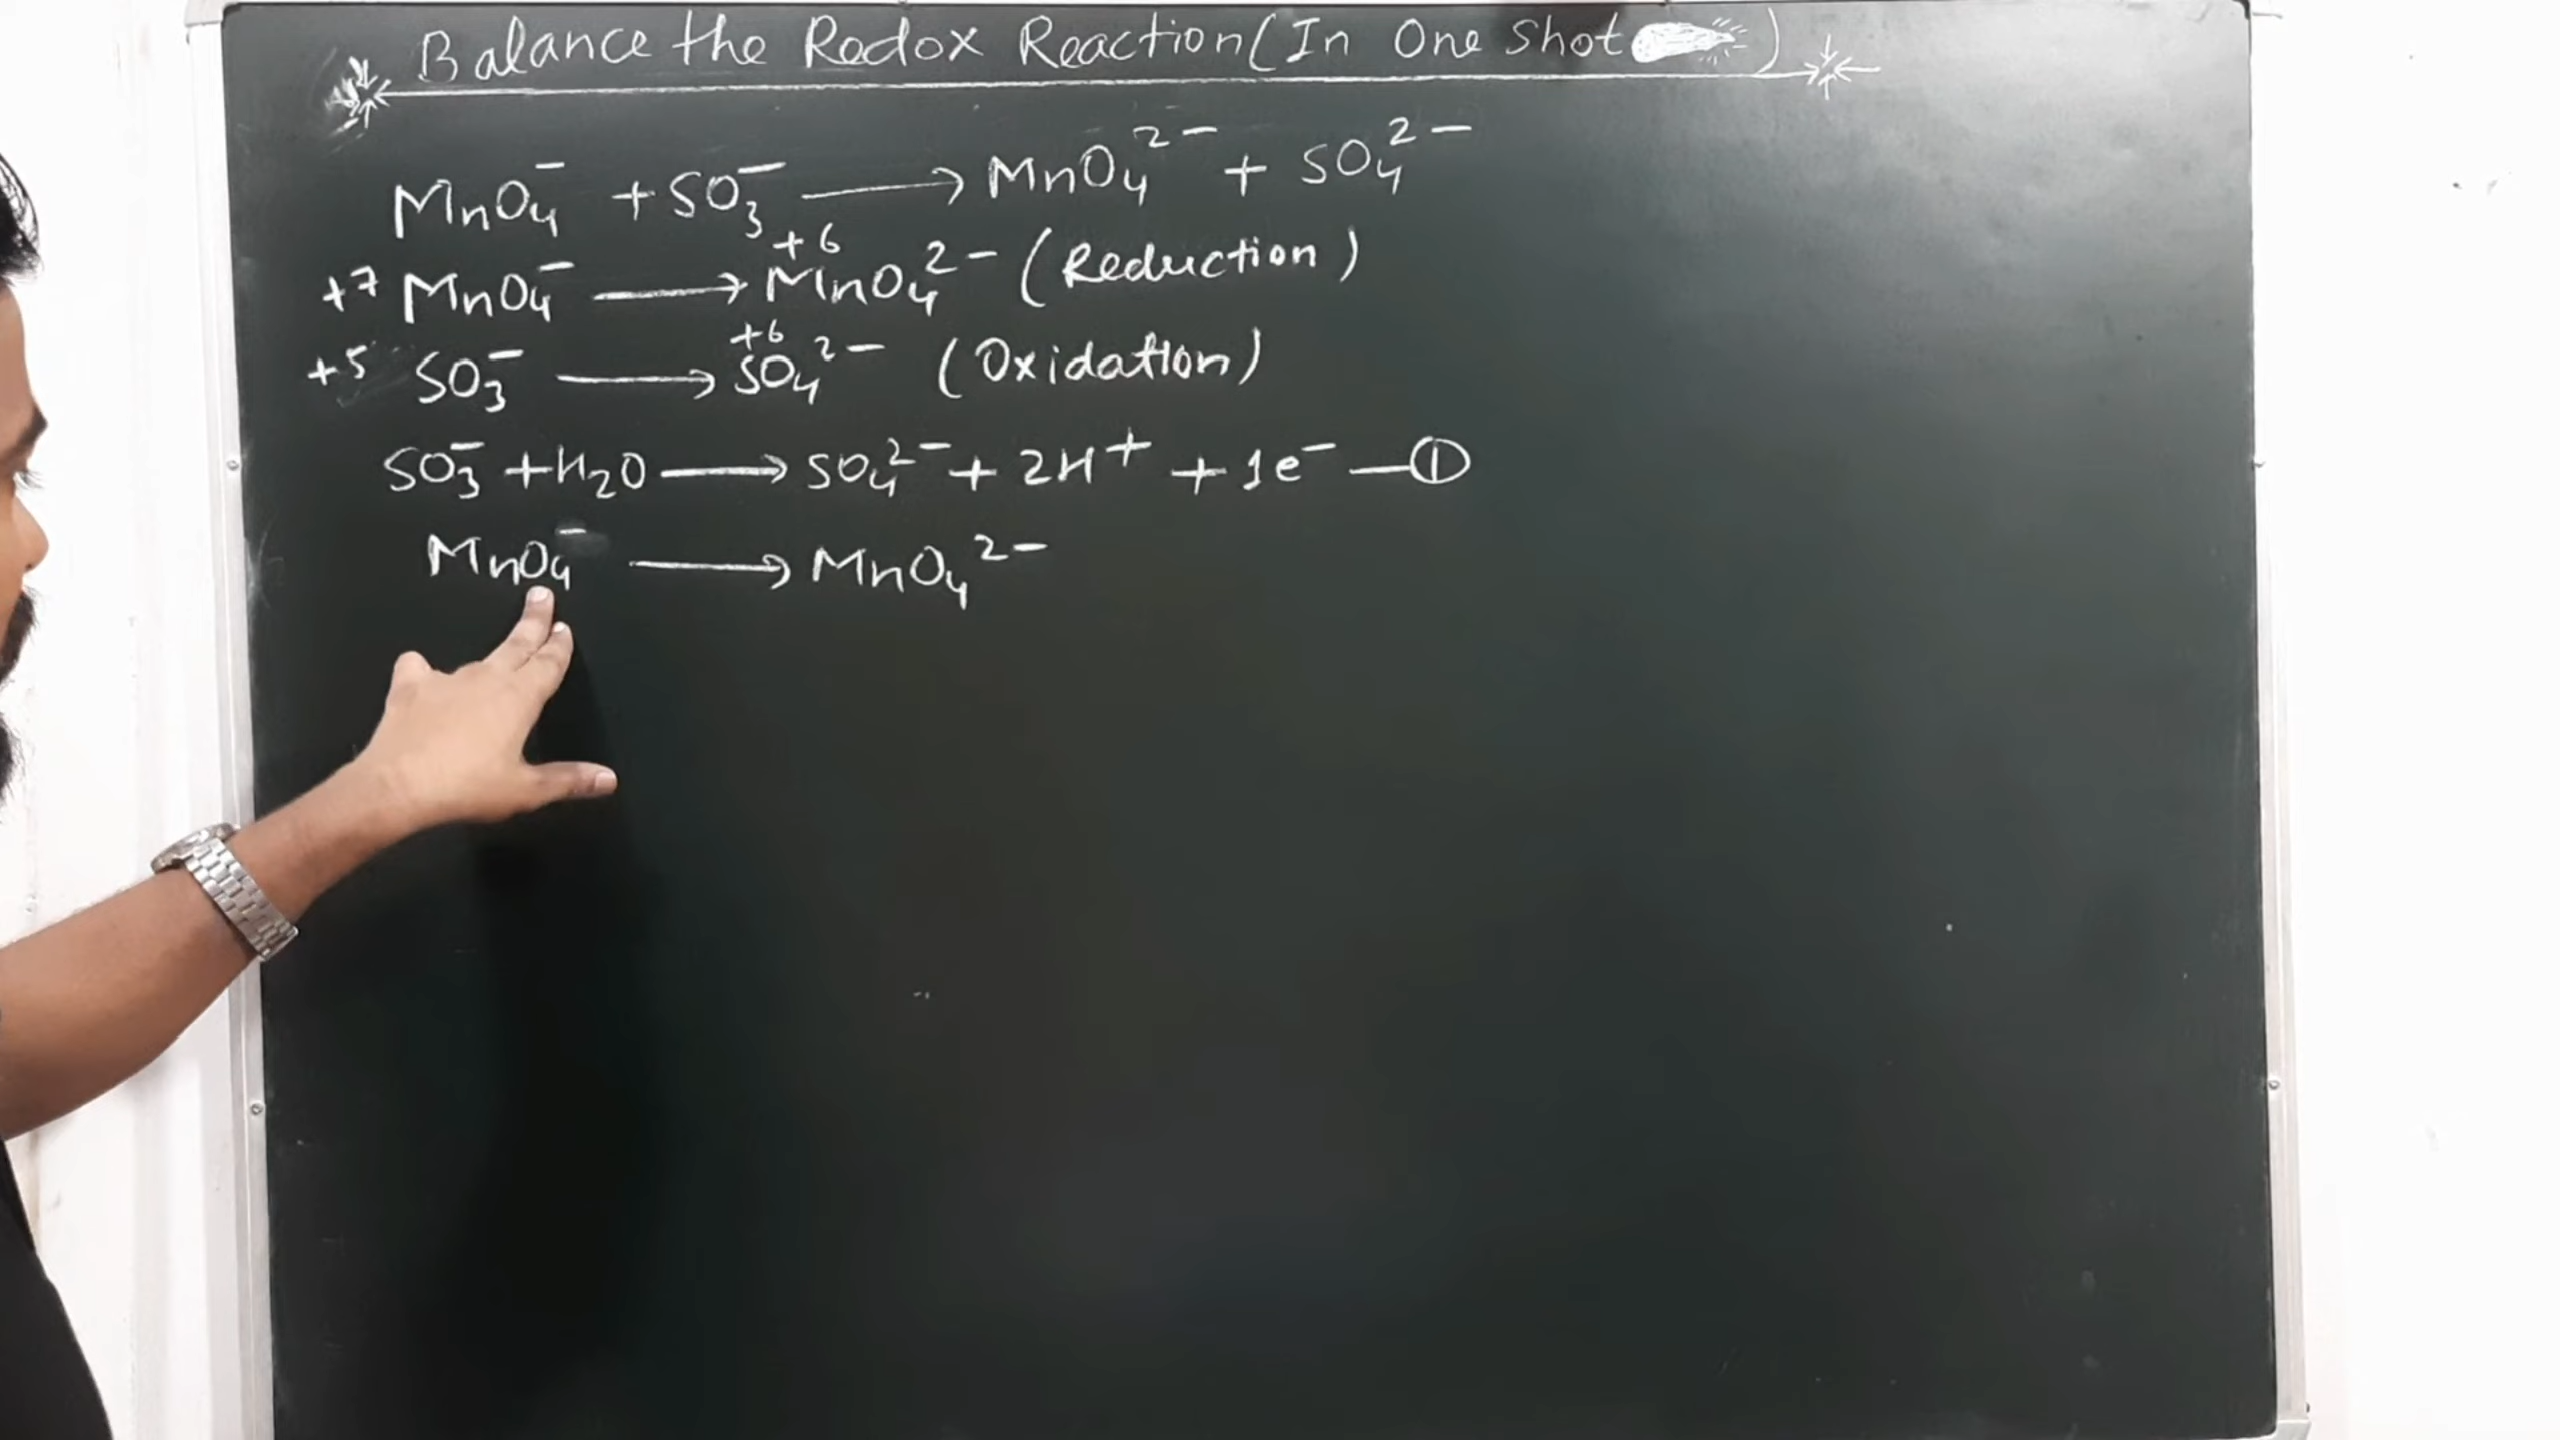 Balance the Redox Reaction (In One Shot)
MnO₄⁻ + SO₃⁻ ⟶ MnO₄²⁻ + SO₄²⁻
+7 MnO₄⁻ ⟶ +6 MnO₄²⁻ (Reduction)
+5 SO₃⁻ ⟶ +6 SO₄²⁻ (Oxidation)
SO₃⁻ + H₂O ⟶ SO₄²⁻ + 2H⁺ + 1e⁻ —①
MnO₄⁻ ⟶ MnO₄²⁻